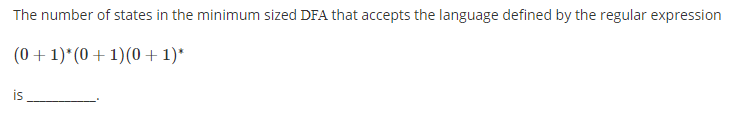 The number of states in the minimum sized DFA that accepts the language defined by the regular expression
(0 + 1)*(0 + 1)(0 + 1)*
is ___________.